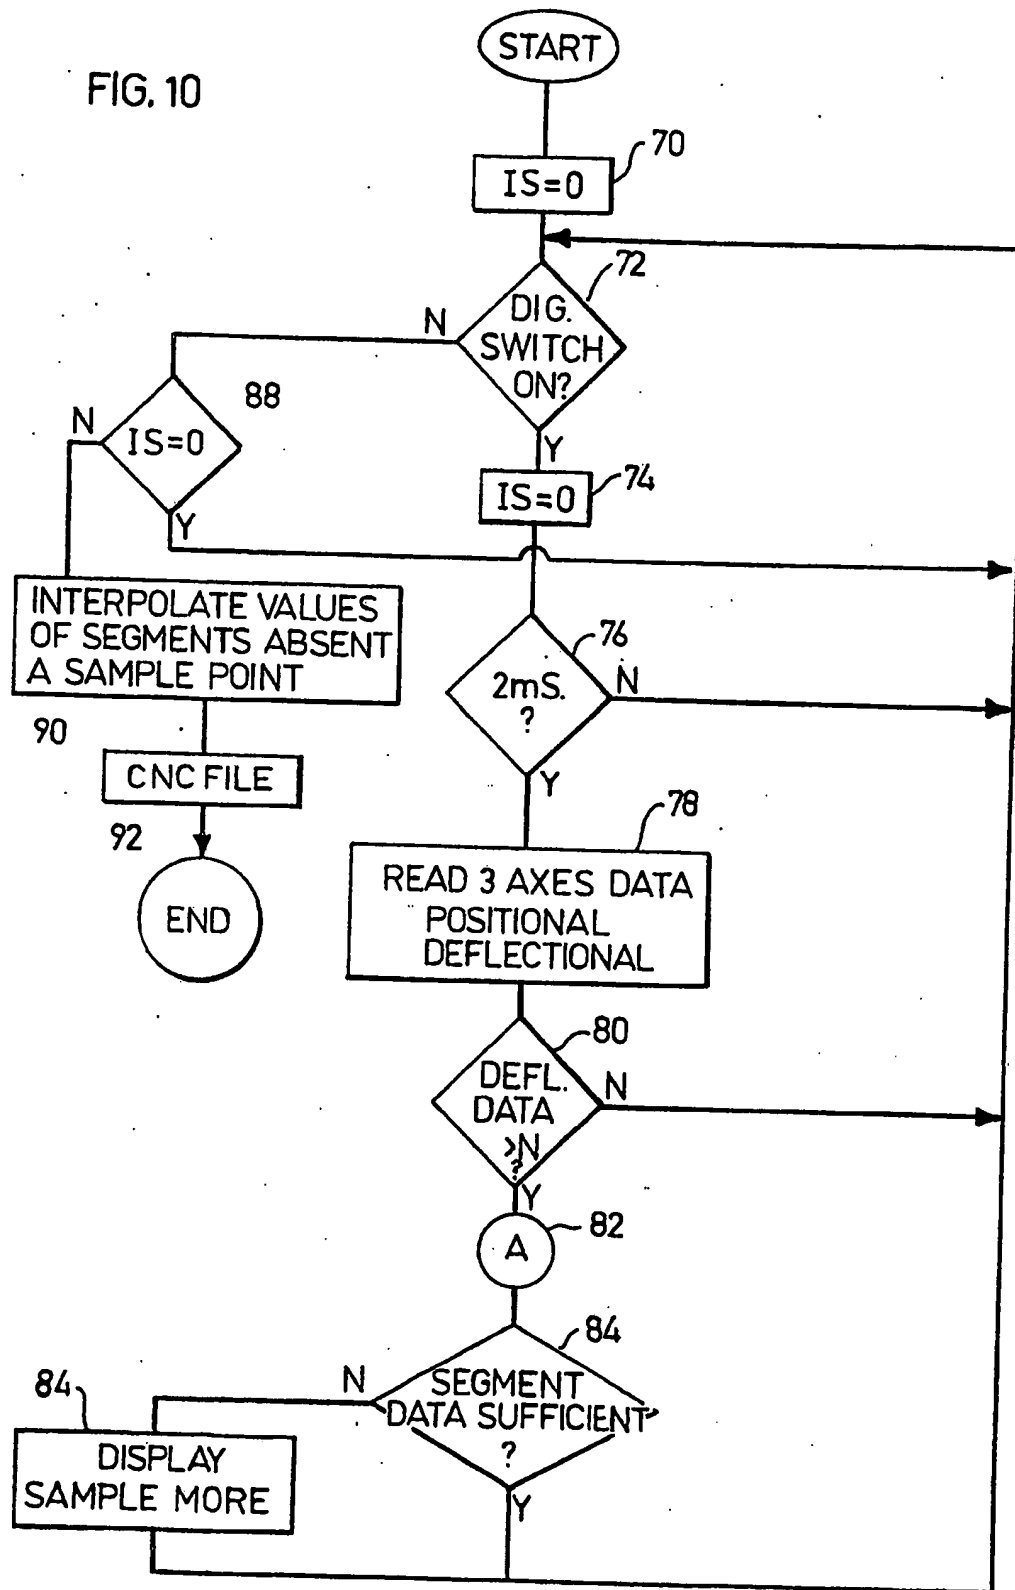 START
FIG. 10
70
IS=0
72
DIG.
SWITCH
ON?
N
Y
88
N
IS=0
Y
74
IS=0
INTERPOLATE VALUES
OF SEGMENTS ABSENT
A SAMPLE POINT
76
2mS.
?
N
Y
90
CNC FILE
92
END
78
READ 3 AXES DATA
POSITIONAL
DEFLECTIONAL
80
DEFL.
DATA
>N
?
N
Y
82
A
84
SEGMENT
DATA SUFFICIENT
?
N
Y
84
DISPLAY
SAMPLE MORE